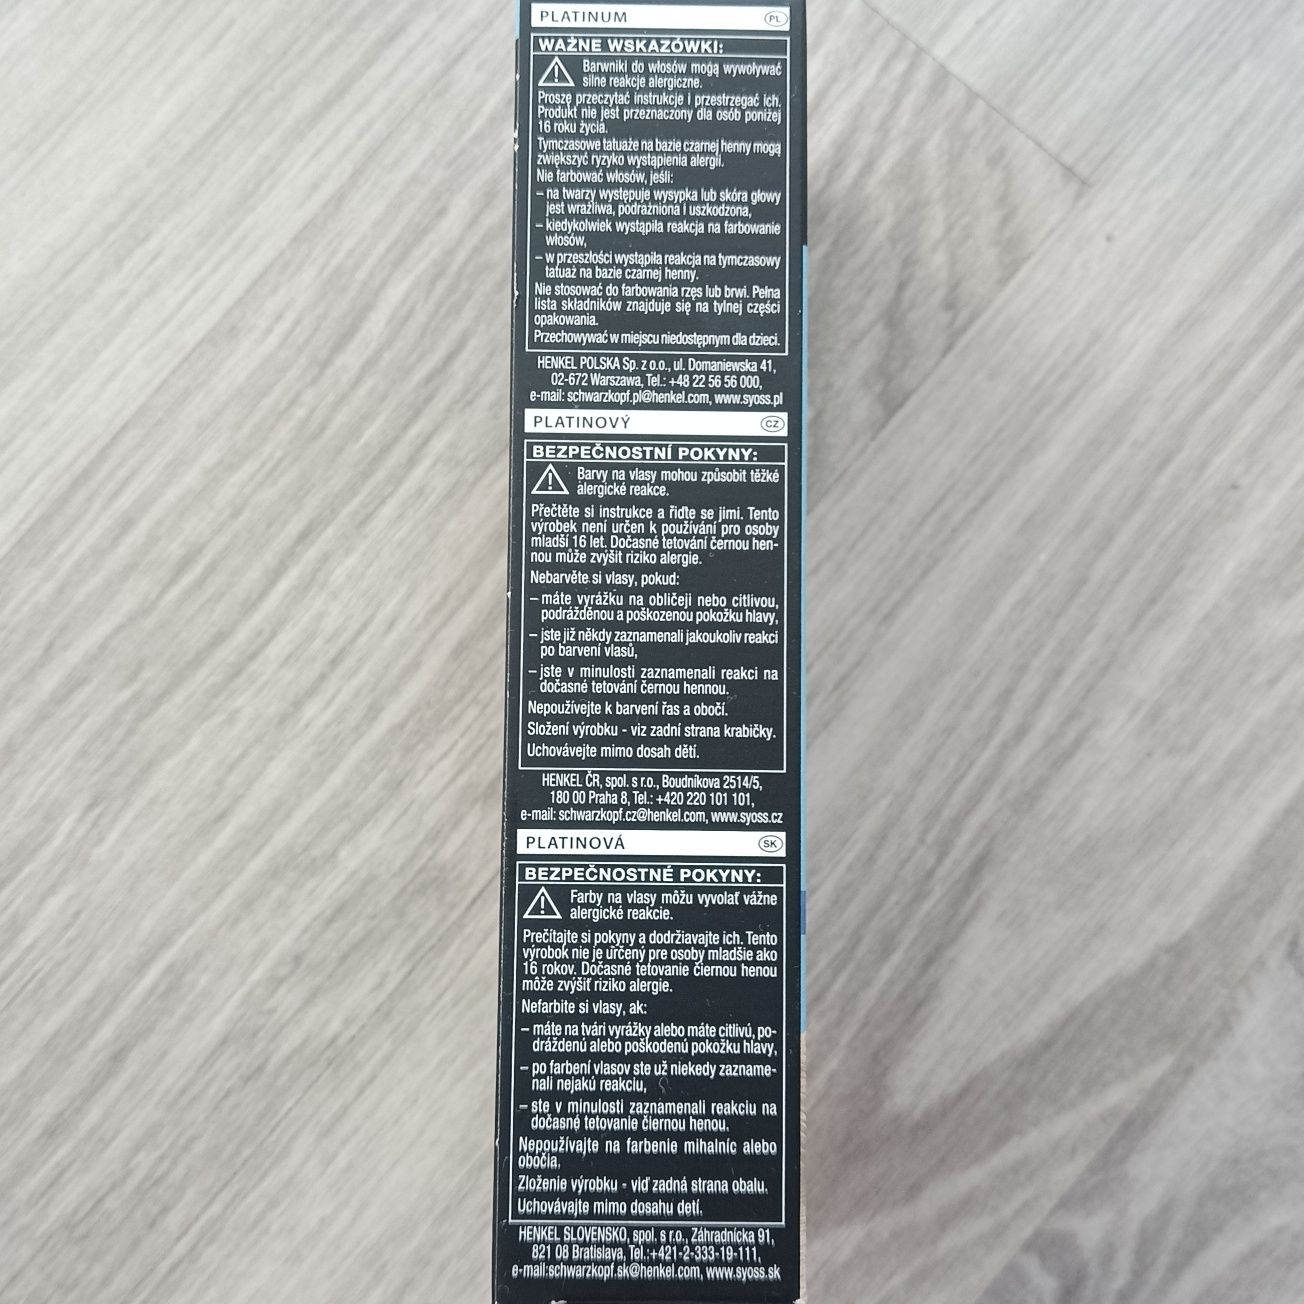 PLATINUM PL
WAŻNE WSKAZÓWKI:
Barwniki do włosów mogą wywoływać
silne reakcje alergiczne.
Proszę przeczytać instrukcje i przestrzegać ich.
Produkt nie jest przeznaczony dla osób poniżej
16 roku życia.
Tymczasowe tatuaże na bazie czarnej henny mogą
zwiększyć ryzyko wystąpienia alergii.
Nie farbować włosów, jeśli:
– na twarzy występuje wysypka lub skóra głowy
jest wrażliwa, podrażniona i uszkodzona,
– kiedykolwiek wystąpiła reakcja na farbowanie
włosów,
– w przeszłości wystąpiła reakcja na tymczasowy
tatuaż na bazie czarnej henny.
Nie stosować do farbowania rzęs lub brwi. Pełna
lista składników znajduje się na tylnej części
opakowania.
Przechowywać w miejscu niedostępnym dla dzieci.
HENKEL POLSKA Sp. z o.o., ul. Domaniewska 41,
02-672 Warszawa, Tel.: +48 22 56 56 000,
e-mail: schwarzkopf.pl@henkel.com, www.syoss.pl
PLATINOVÝ CZ
BEZPEČNOSTNÍ POKYNY:
Barvy na vlasy mohou způsobit těžké
alergické reakce.
Přečtěte si instrukce a řiďte se jimi. Tento
výrobek není určen k používání pro osoby
mladší 16 let. Dočasné tetování černou hen-
nou může zvýšit riziko alergie.
Nebarvěte si vlasy, pokud:
– máte vyrážku na obličeji nebo citlivou,
podrážděnou a poškozenou pokožku hlavy,
– jste již někdy zaznamenali jakoukoliv reakci
po barvení vlasů,
– jste v minulosti zaznamenali reakci na
dočasné tetování černou hennou.
Nepoužívejte k barvení řas a obočí.
Složení výrobku - viz zadní strana krabičky.
Uchovávejte mimo dosah dětí.
HENKEL ČR, spol. s r.o., Boudníkova 2514/5,
180 00 Praha 8, Tel.: +420 220 101 101,
e-mail: schwarzkopf.cz@henkel.com, www.syoss.cz
PLATINOVÁ SK
BEZPEČNOSTNÉ POKYNY:
Farby na vlasy môžu vyvolať vážne
alergické reakcie.
Prečítajte si pokyny a dodržiavajte ich. Tento
výrobok nie je určený pre osoby mladšie ako
16 rokov. Dočasné tetovanie čiernou henou
môže zvýšiť riziko alergie.
Nefarbite si vlasy, ak:
– máte na tvári vyrážky alebo máte citlivú, po-
dráždenú alebo poškodenú pokožku hlavy,
– po farbení vlasov ste už niekedy zazname-
nali nejakú reakciu,
– ste v minulosti zaznamenali reakciu na
dočasné tetovanie čiernou henou.
Nepoužívajte na farbenie mihalníc alebo
obočia.
Zloženie výrobku - viď zadná strana obalu.
Uchovávajte mimo dosahu detí.
HENKEL SLOVENSKO, spol. s r.o., Záhradnícka 91,
821 08 Bratislava, Tel.:+421-2-333-19-111,
e-mail:schwarzkopf.sk@henkel.com, www.syoss.sk